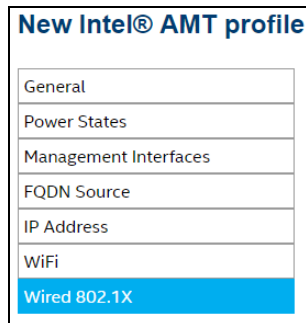 New Intel® AMT profile
General
Power States
Management Interfaces
FQDN Source
IP Address
WiFi
Wired 802.1X